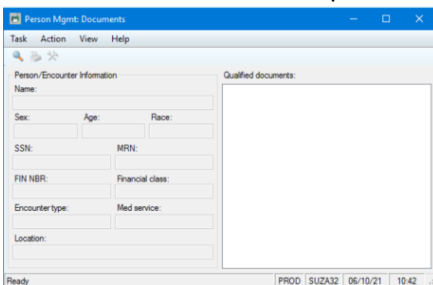 Person Mgmt: Documents
Task Action View Help
Person/Encounter Information
Qualified documents:
Name:
Sex: Age: Race:
SSN: MRN:
FIN NBR: Financial class:
Encounter type: Med service:
Location:
Ready PROD SUZA32 06/10/21 10:42